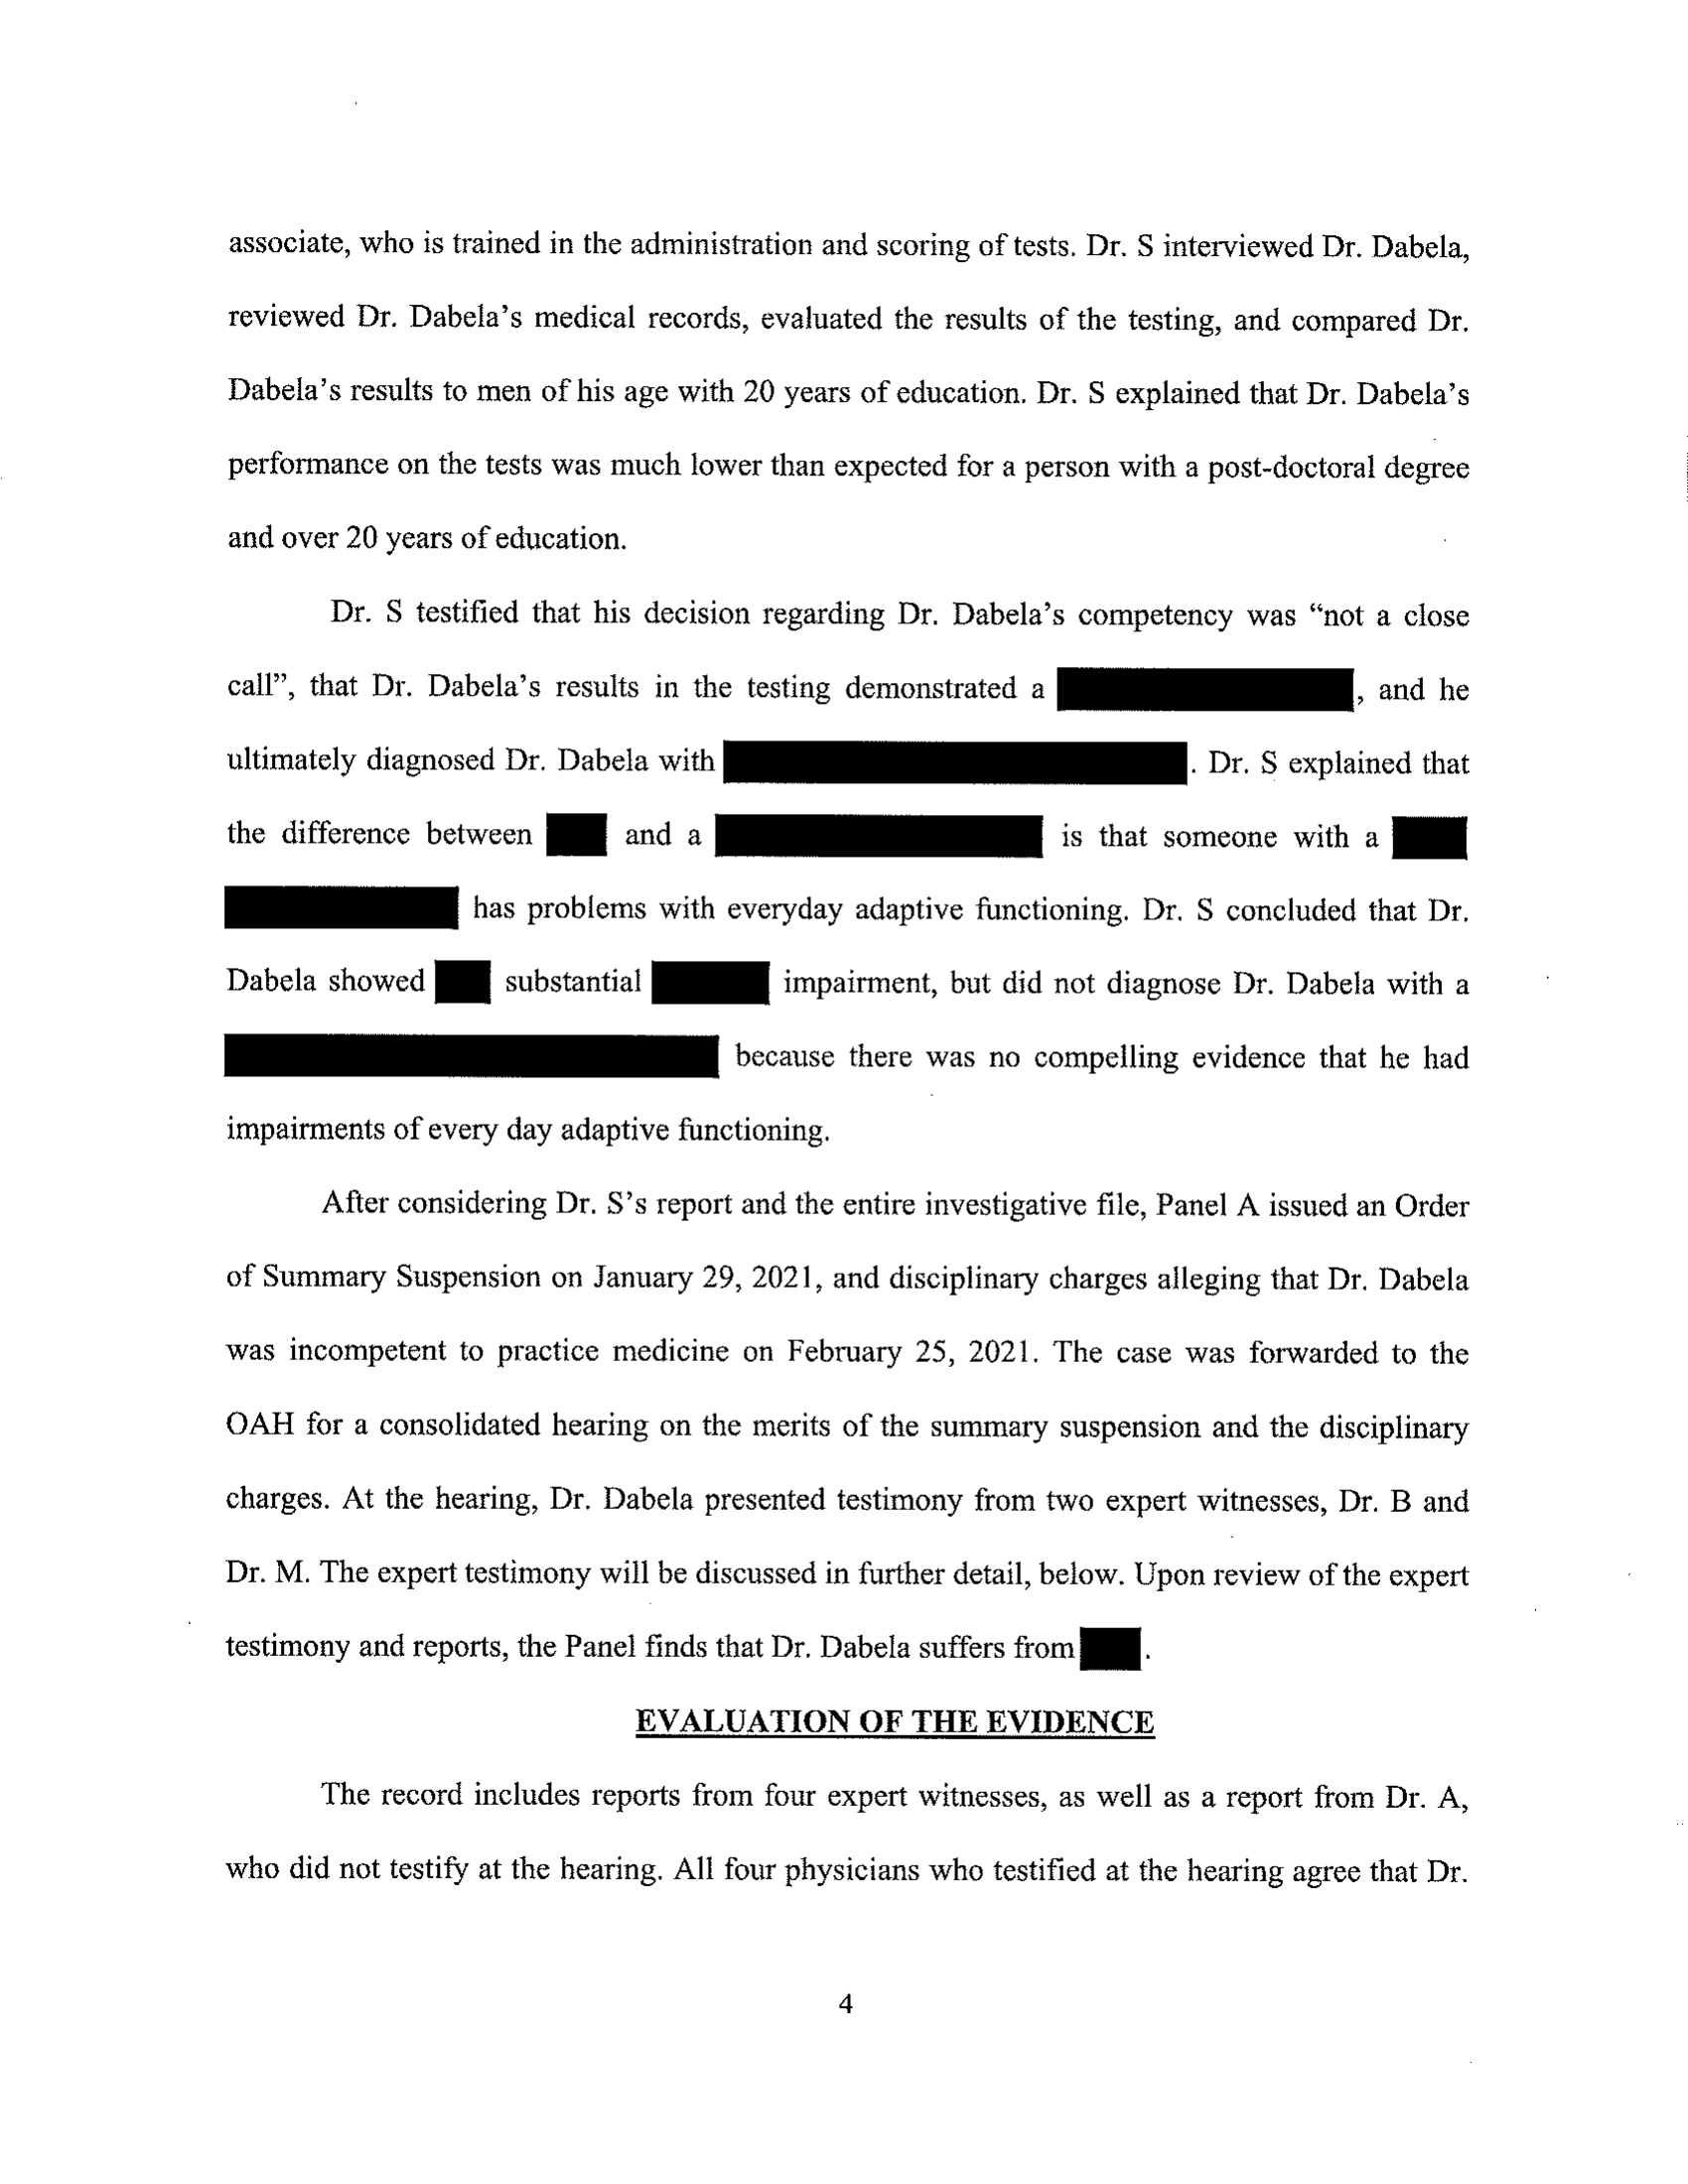 associate, who is trained in the administration and scoring of tests. Dr. S interviewed Dr. Dabela,
reviewed Dr. Dabela's medical records, evaluated the results of the testing, and compared Dr.
Dabela's results to men of his age with 20 years of education. Dr. S explained that Dr. Dabela's
performance on the tests was much lower than expected for a person with a post-doctoral degree
and over 20 years of education.
Dr. S testified that his decision regarding Dr. Dabela's competency was “not a close
call”, that Dr. Dabela's results in the testing demonstrated a , and he
ultimately diagnosed Dr. Dabela with . Dr. S explained that
the difference between and a is that someone with a
has problems with everyday adaptive functioning. Dr. S concluded that Dr.
Dabela showed substantial impairment, but did not diagnose Dr. Dabela with a
because there was no compelling evidence that he had
impairments of every day adaptive functioning.
After considering Dr. S's report and the entire investigative file, Panel A issued an Order
of Summary Suspension on January 29, 2021, and disciplinary charges alleging that Dr. Dabela
was incompetent to practice medicine on February 25, 2021. The case was forwarded to the
OAH for a consolidated hearing on the merits of the summary suspension and the disciplinary
charges. At the hearing, Dr. Dabela presented testimony from two expert witnesses, Dr. B and
Dr. M. The expert testimony will be discussed in further detail, below. Upon review of the expert
testimony and reports, the Panel finds that Dr. Dabela suffers from .
EVALUATION OF THE EVIDENCE
The record includes reports from four expert witnesses, as well as a report from Dr. A,
who did not testify at the hearing. All four physicians who testified at the hearing agree that Dr.
4